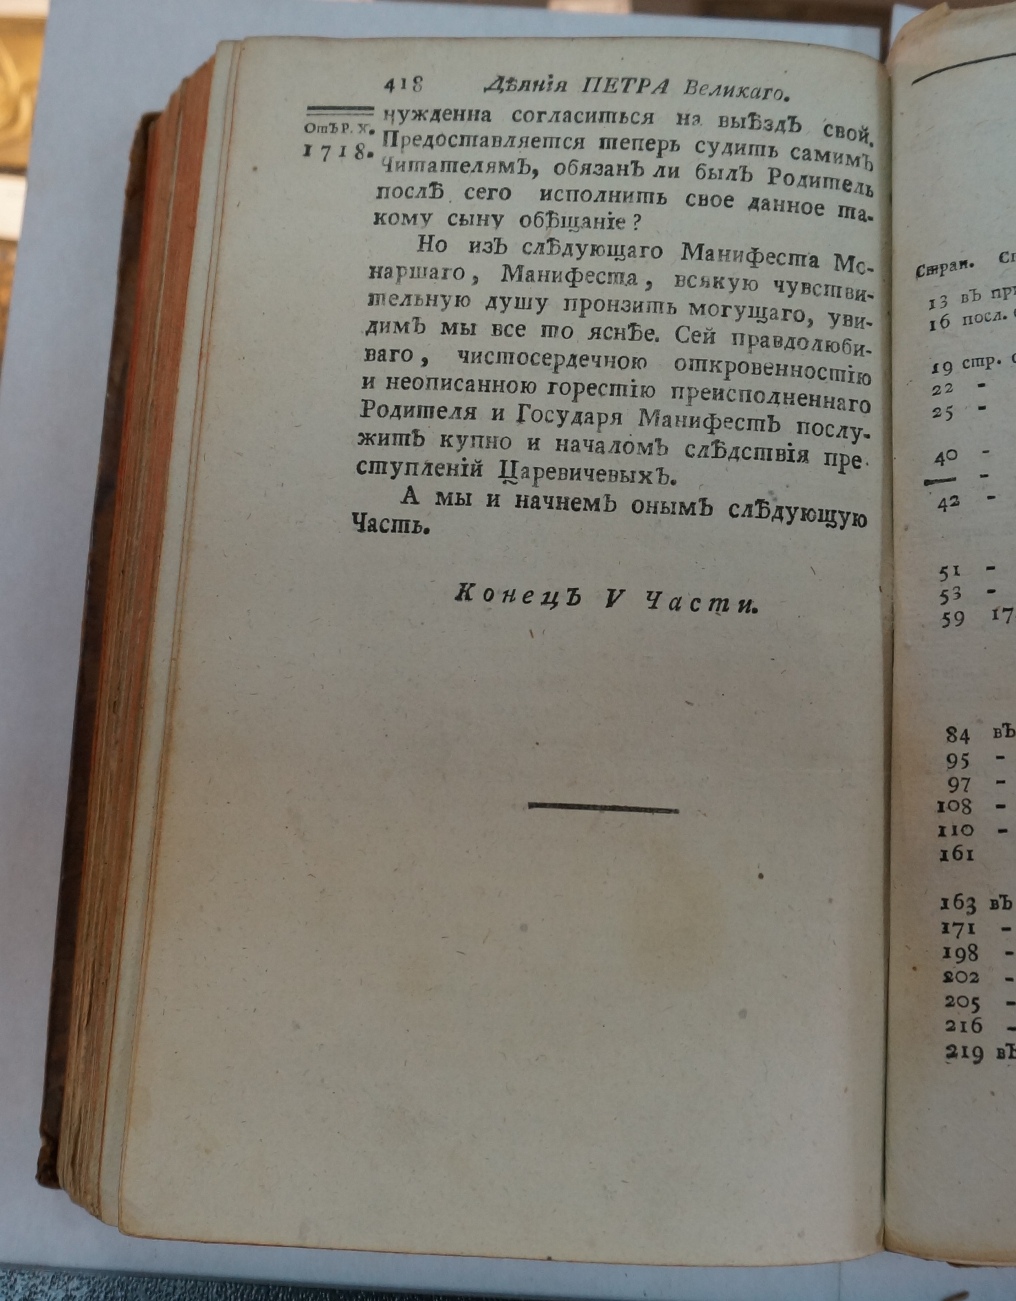 418 Дѣянія ПЕТРА Великаго.
Отъ Р. Х.
1718.
нужденна согласиться на выѣздъ свой.
Предоставляется теперь судить самимъ
Читателямъ, обязанъ ли былъ Родитель
послѣ сего исполнить свое данное та-
кому сыну обѣщаніе?
Но изъ слѣдующаго Манифеста Мо-
наршаго, Манифеста, всякую чувстви-
тельную душу пронзить могущаго, уви-
димъ мы все то яснѣе. Сей правдолюби-
ваго, чистосердечною откровенностію
и неописанною горестію преисполненнаго
Родителя и Государя Манифестъ послу-
житъ купно и началомъ слѣдствія пре-
ступленій Царевичевыхъ.
А мы и начнемъ онымъ слѣдующую
Часть.
Конецъ V Части.
Стран.
13 въ
16 посл.
19 стр.
22 -
25 -
40 -
— -
42 -
51 -
53 -
59
84 въ
95 -
97 -
108 -
110 -
161
163 въ
171 -
198 -
202 -
205 -
216 -
219 въ